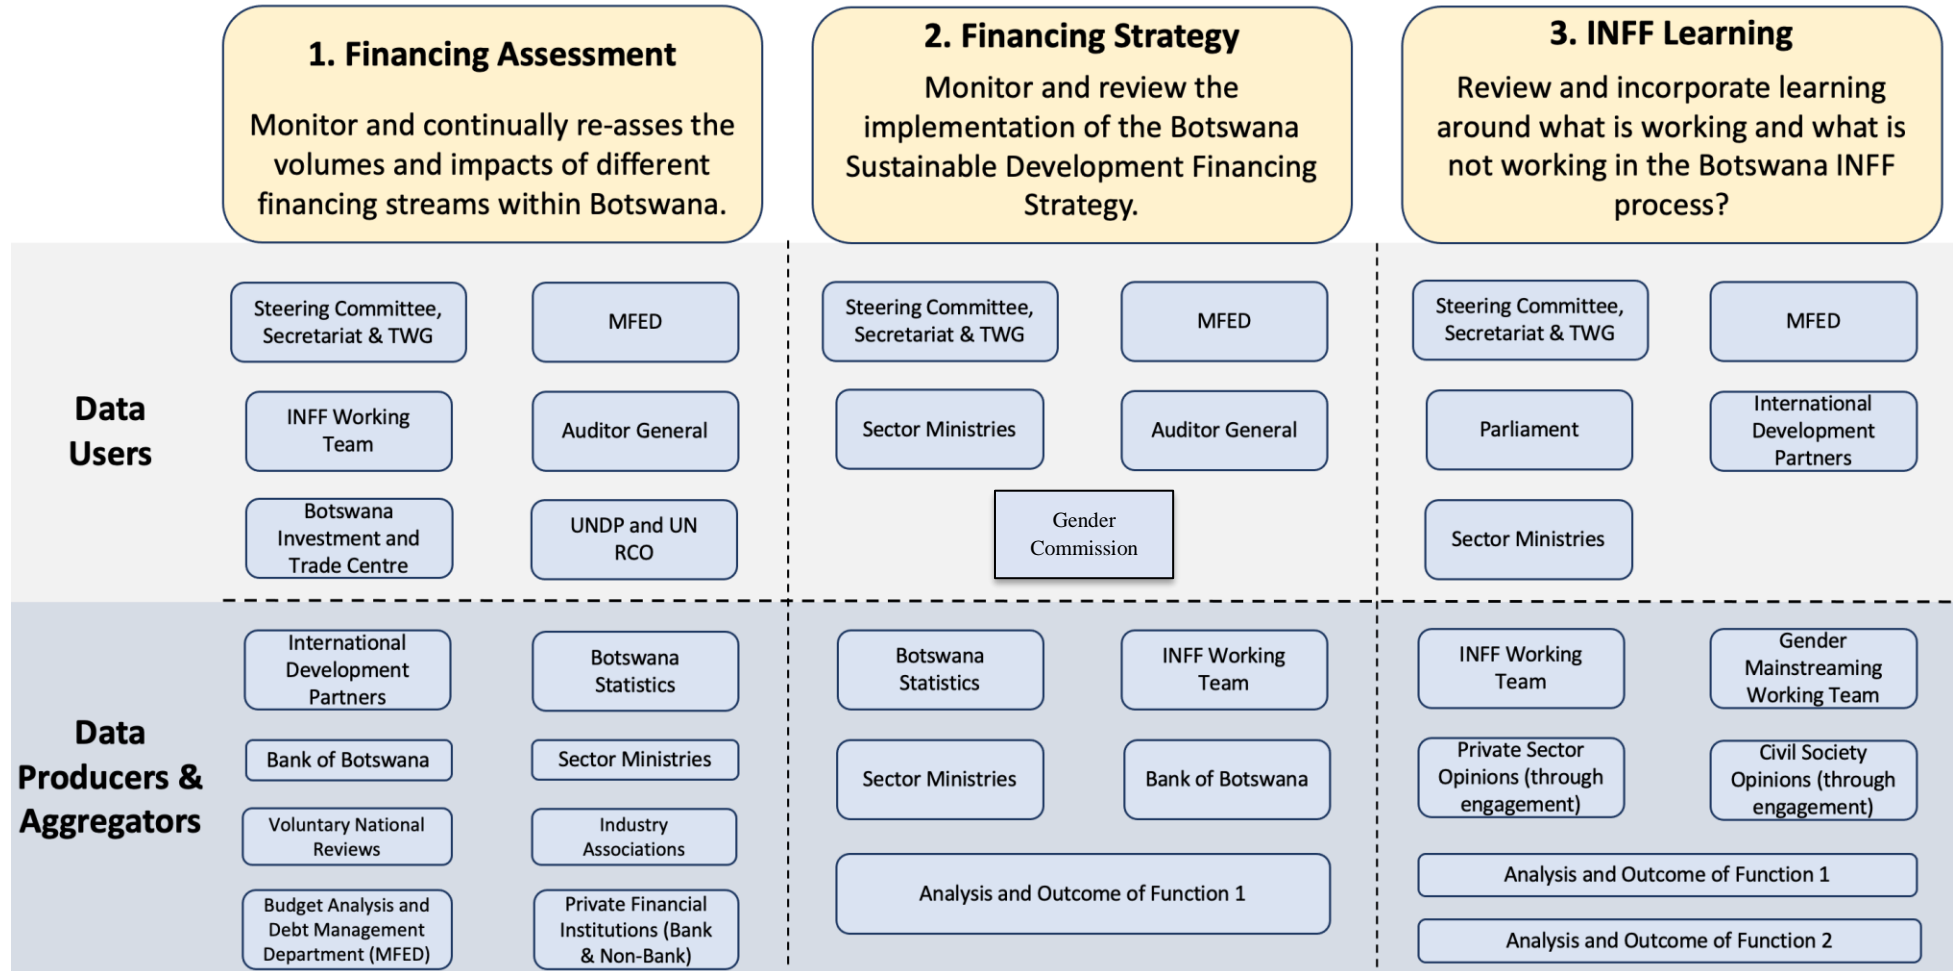 1. Financing Assessment
Monitor and continually re-asses the
volumes and impacts of different
financing streams within Botswana.
2. Financing Strategy
Monitor and review the
implementation of the Botswana
Sustainable Development Financing
Strategy.
3. INFF Learning
Review and incorporate learning
around what is working and what is
not working in the Botswana INFF
process?
Data
Users
Steering Committee,
Secretariat & TWG
MFED
INFF Working
Team
Auditor General
Botswana
Investment and
Trade Centre
UNDP and UN
RCO
Steering Committee,
Secretariat & TWG
MFED
Sector Ministries
Auditor General
Gender
Commission
Steering Committee,
Secretariat & TWG
MFED
Parliament
International
Development
Partners
Sector Ministries
Data
Producers &
Aggregators
International
Development
Partners
Botswana
Statistics
Bank of Botswana
Sector Ministries
Voluntary National
Reviews
Industry
Associations
Budget Analysis and
Debt Management
Department (MFED)
Private Financial
Institutions (Bank
& Non-Bank)
Botswana
Statistics
INFF Working
Team
Sector Ministries
Bank of Botswana
Analysis and Outcome of Function 1
INFF Working
Team
Gender
Mainstreaming
Working Team
Private Sector
Opinions (through
engagement)
Civil Society
Opinions (through
engagement)
Analysis and Outcome of Function 1
Analysis and Outcome of Function 2